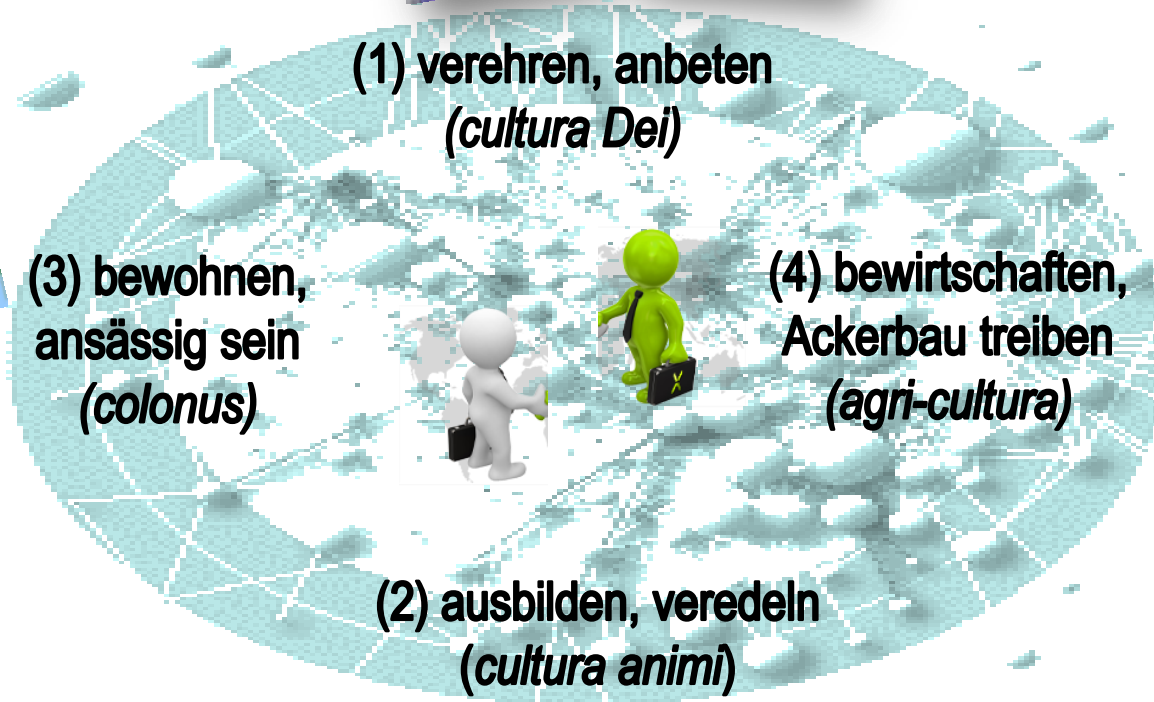 (1) verehren, anbeten
(cultura Dei)
(3) bewohnen,
ansässig sein
(colonus)
(4) bewirtschaften,
Ackerbau treiben
(agri-cultura)
(2) ausbilden, veredeln
(cultura animi)